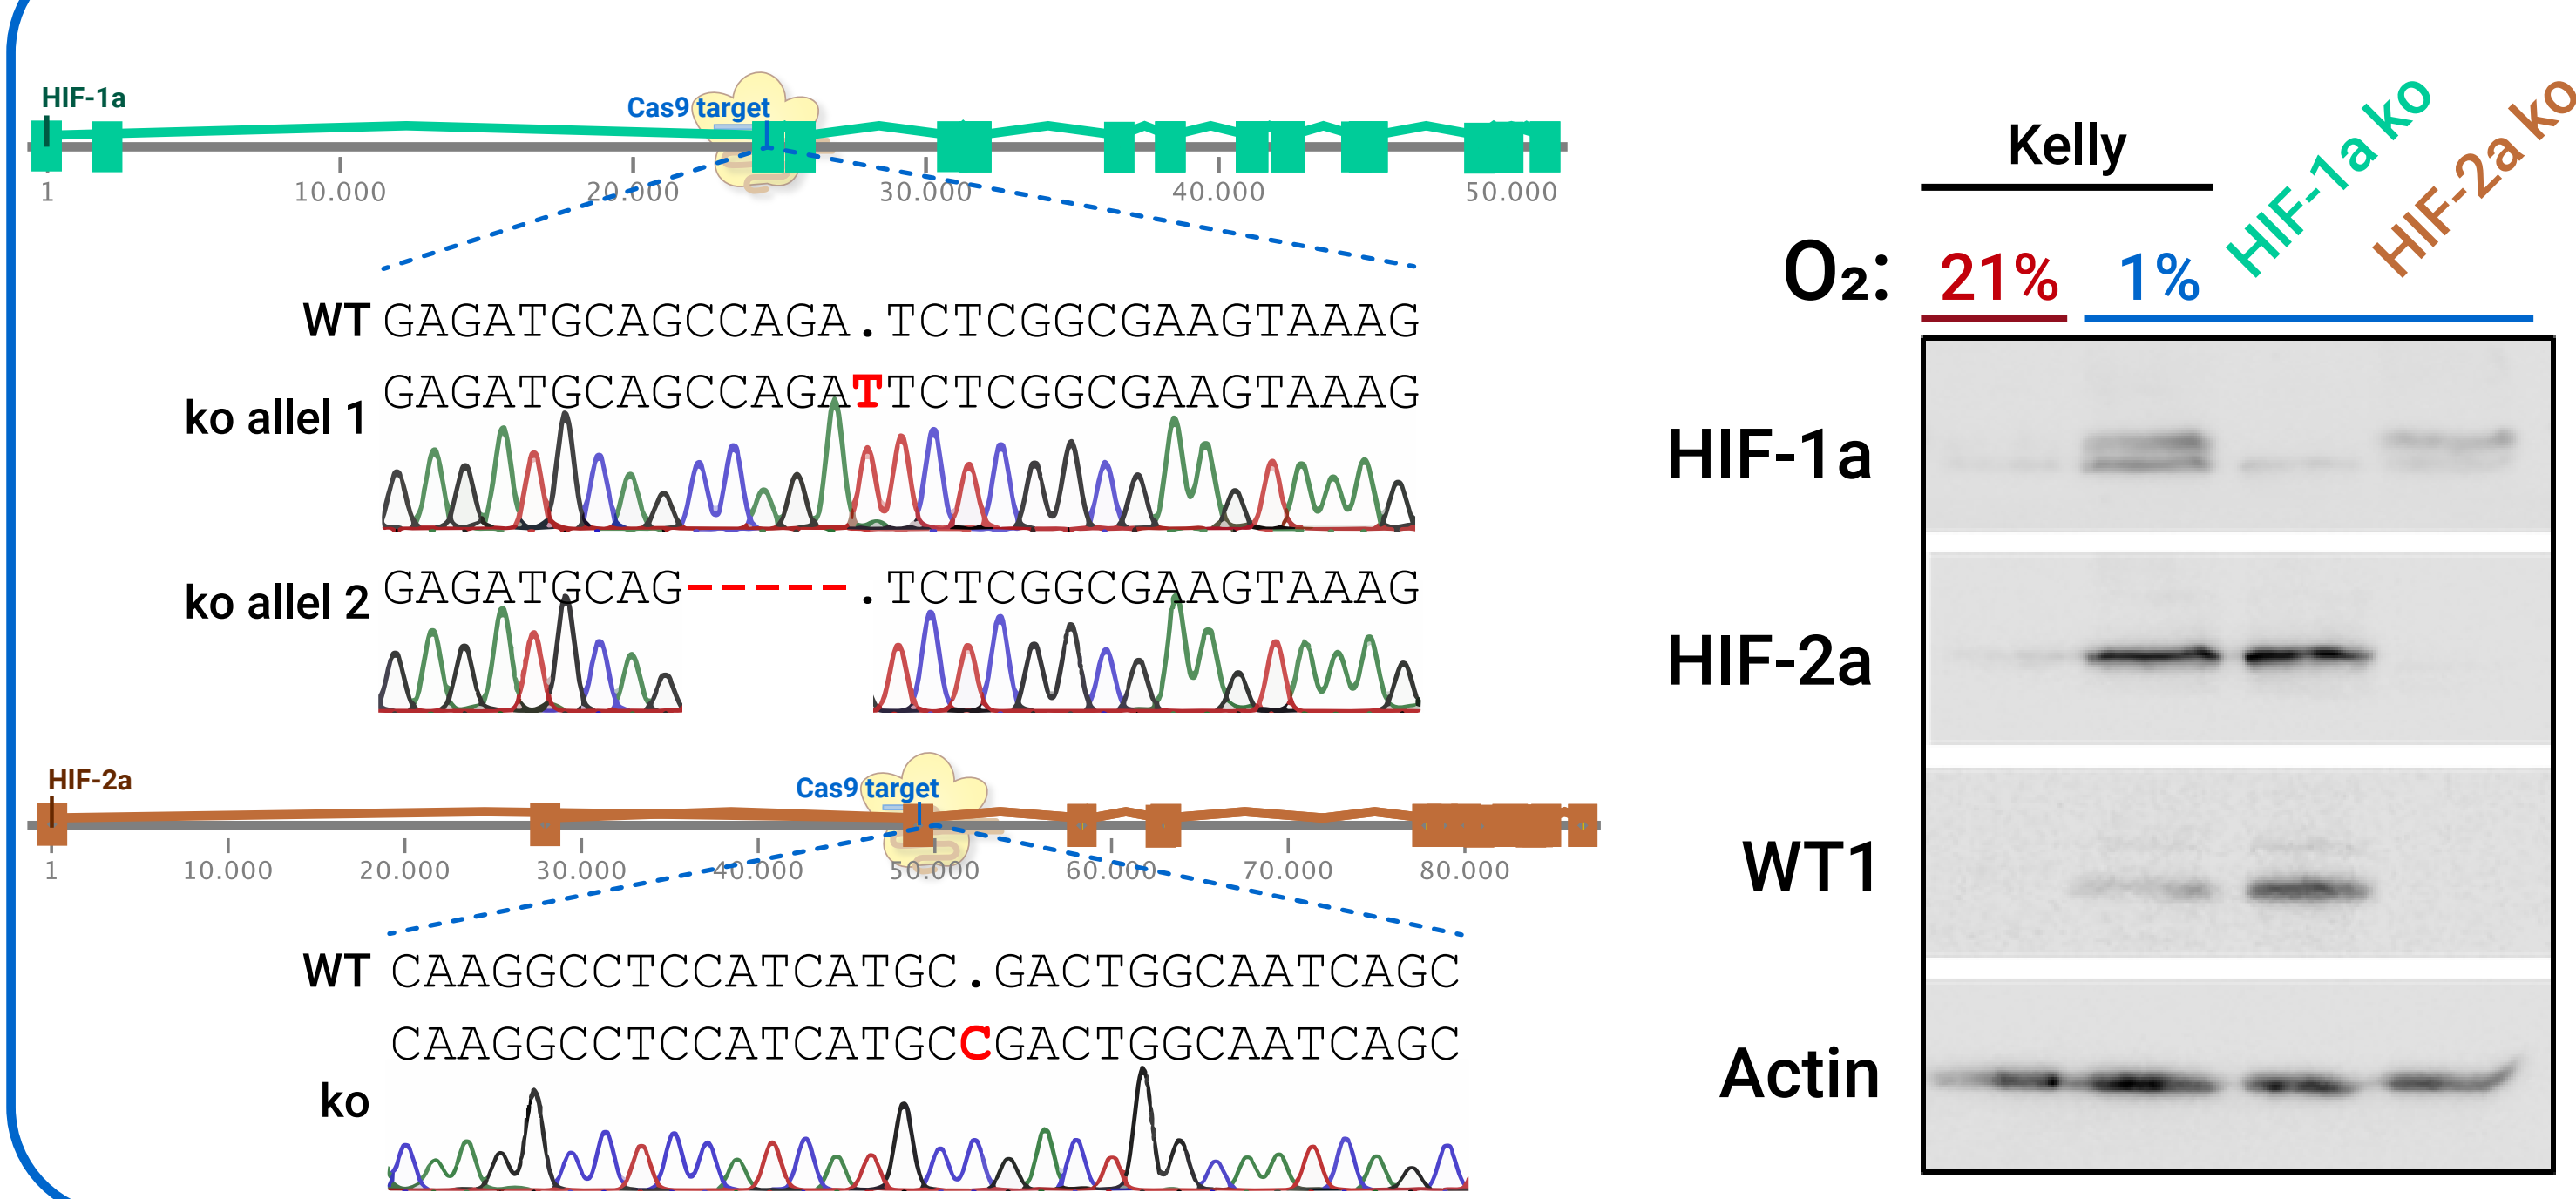 HIF-1a
Cas9 target
1 10.000 20.000 30.000 40.000 50.000
WT GAGATGCAGCCAGA.TCTCGGCGAAGTAAAG
ko allel 1 GAGATGCAGCCAGATTCTCGGCGAAGTAAAG
ko allel 2 GAGATGCAG-----.TCTCGGCGAAGTAAAG
HIF-2a
Cas9 target
1 10.000 20.000 30.000 40.000 50.000 60.000 70.000 80.000
WT CAAGGCCTCCATCATGC.GACTGGCAATCAGC
ko CAAGGCCTCCATCATGCCGACTGGCAATCAGC
Kelly
HIF-1a ko
HIF-2a ko
O₂: 21% 1%
HIF-1a
HIF-2a
WT1
Actin